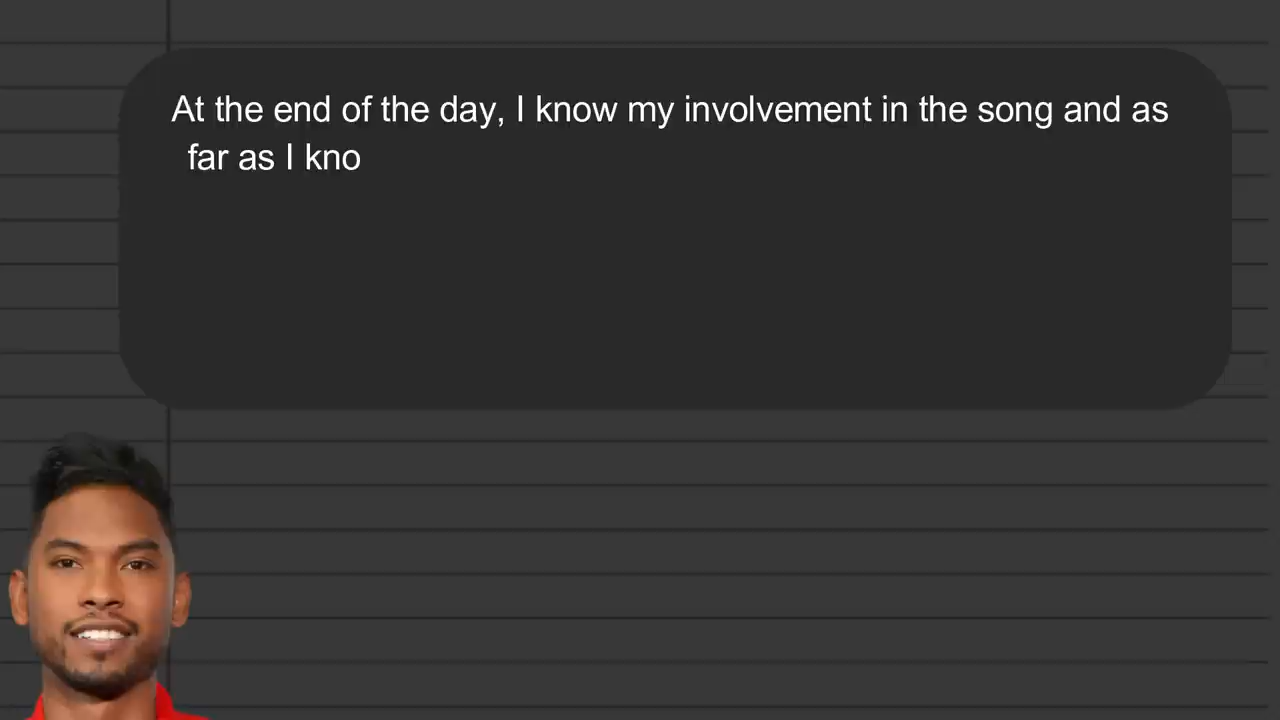 At the end of the day, I know my involvement in the song and as
far as I kno